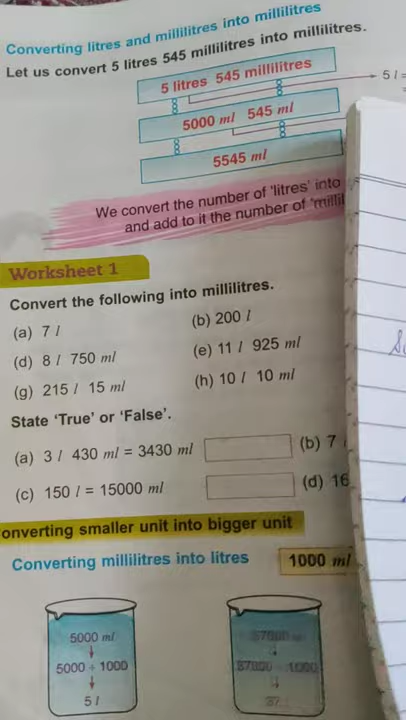 Converting litres and millilitres into millilitres
Let us convert 5 litres 545 millilitres into millilitres.
5 litres 545 millilitres
5 l =
5000 ml 545 ml
5545 ml
We convert the number of 'litres' into
and add to it the number of 'millil
Worksheet 1
Convert the following into millilitres.
(a) 7 l (b) 200 l
(d) 8 l 750 ml (e) 11 l 925 ml
(g) 215 l 15 ml (h) 10 l 10 ml
State 'True' or 'False'.
(a) 3 l 430 ml = 3430 ml (b) 7
(c) 150 l = 15000 ml (d) 16
onverting smaller unit into bigger unit
Converting millilitres into litres 1000 ml
5000 ml
5000 ÷ 1000
5 l